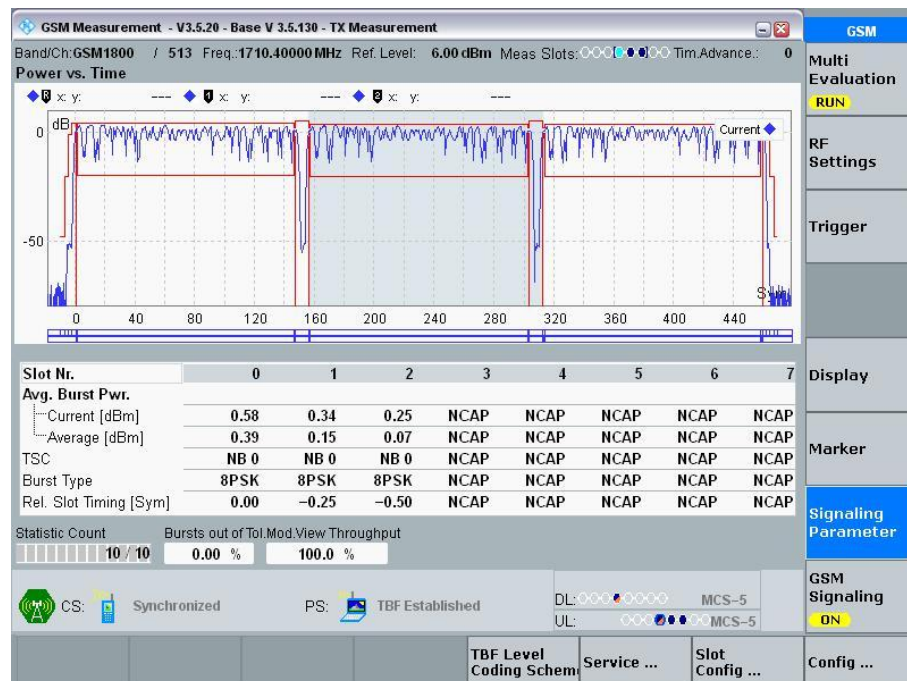 GSM Measurement - V3.5.20 - Base V 3.5.130 - TX Measurement
GSM
Band/Ch:GSM1800 / 513 Freq.:1710.40000 MHz Ref. Level: 6.00 dBm Meas Slots: Tim.Advance.: 0
Power vs. Time
Multi Evaluation
RUN
x: y: --- 1 x: y: --- 2 x: y: ---
dB
Current
0
-50
Sym
0 40 80 120 160 200 240 280 320 360 400 440
RF Settings
Trigger
Slot Nr. 0 1 2 3 4 5 6 7
Avg. Burst Pwr.
Current [dBm] 0.58 0.34 0.25 NCAP NCAP NCAP NCAP NCAP
Average [dBm] 0.39 0.15 0.07 NCAP NCAP NCAP NCAP NCAP
TSC NB 0 NB 0 NB 0 NCAP NCAP NCAP NCAP NCAP
Burst Type 8PSK 8PSK 8PSK NCAP NCAP NCAP NCAP NCAP
Rel. Slot Timing [Sym] 0.00 −0.25 −0.50 NCAP NCAP NCAP NCAP NCAP
Display
Marker
Signaling Parameter
Statistic Count Bursts out of Tol. Mod.View Throughput
10 / 10 0.00 % 100.0 %
CS: Synchronized PS: TBF Established
DL: MCS−5
UL: MCS−5
GSM Signaling
ON
TBF Level
Coding Schem
Service ...
Slot
Config ...
Config ...